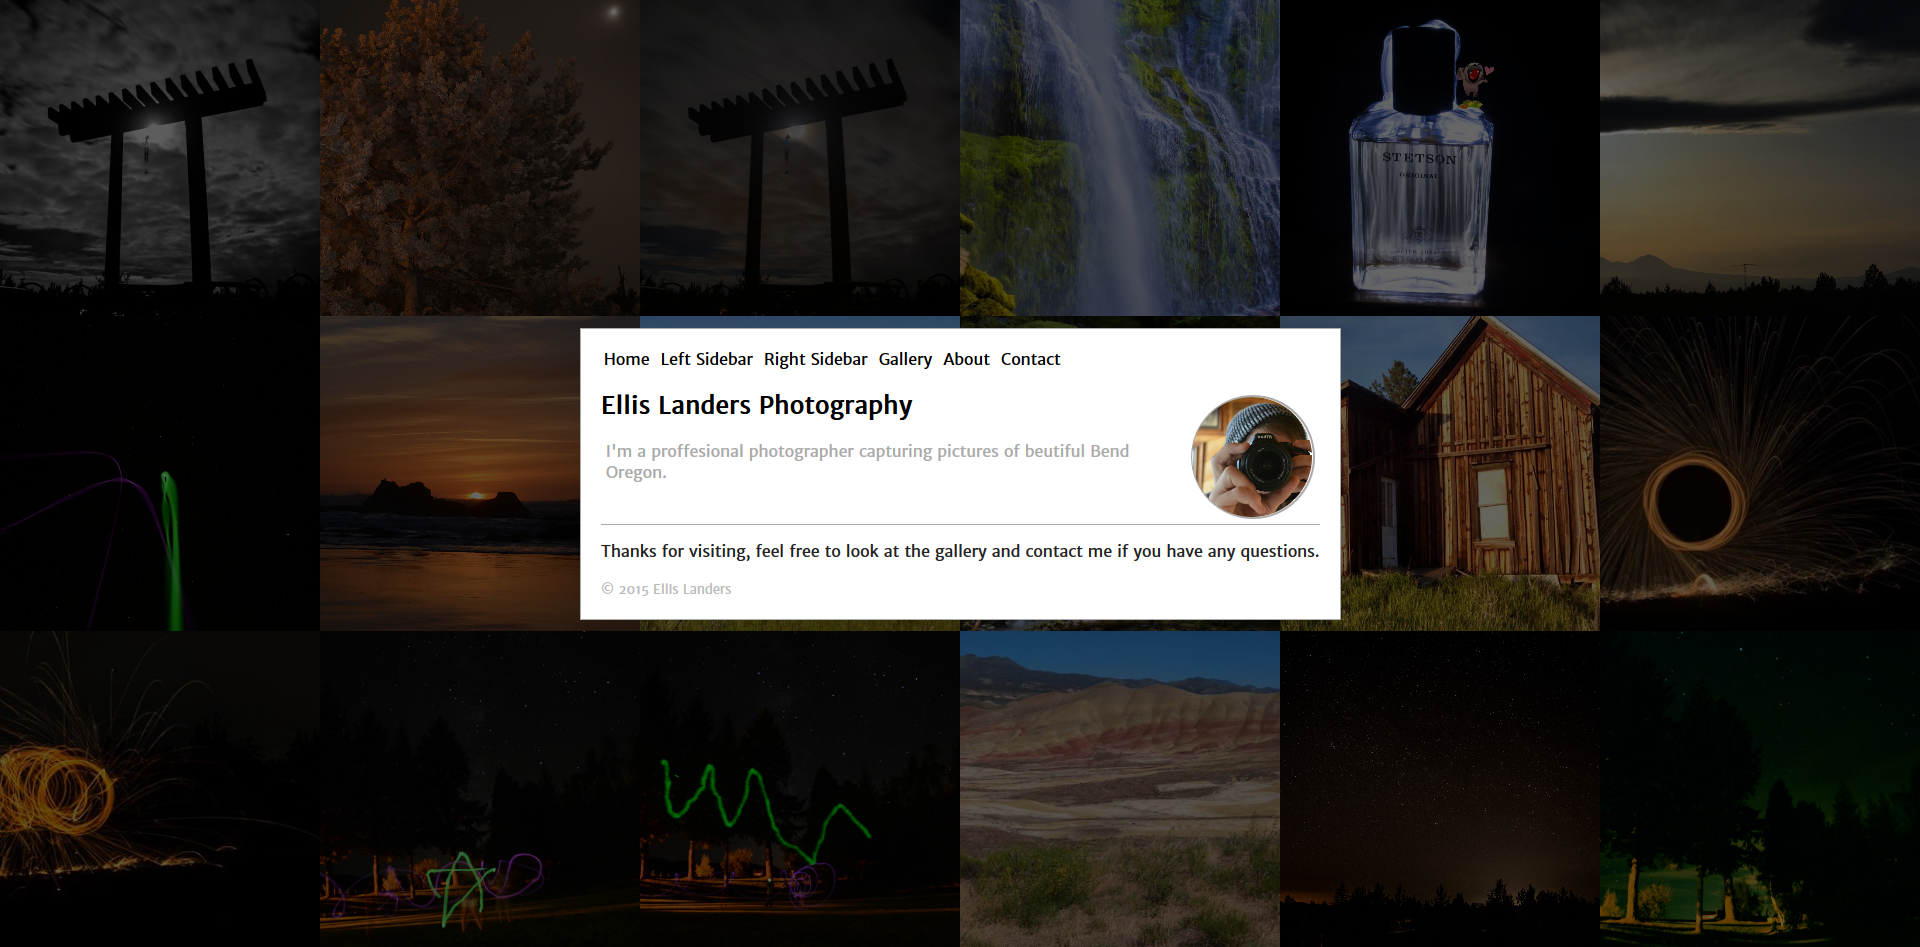 STETSON
ORIGINAL
Home Left Sidebar Right Sidebar Gallery About Contact
Ellis Landers Photography
I'm a proffesional photographer capturing pictures of beutiful Bend
Oregon.
Thanks for visiting, feel free to look at the gallery and contact me if you have any questions.
© 2015 Ellis Landers